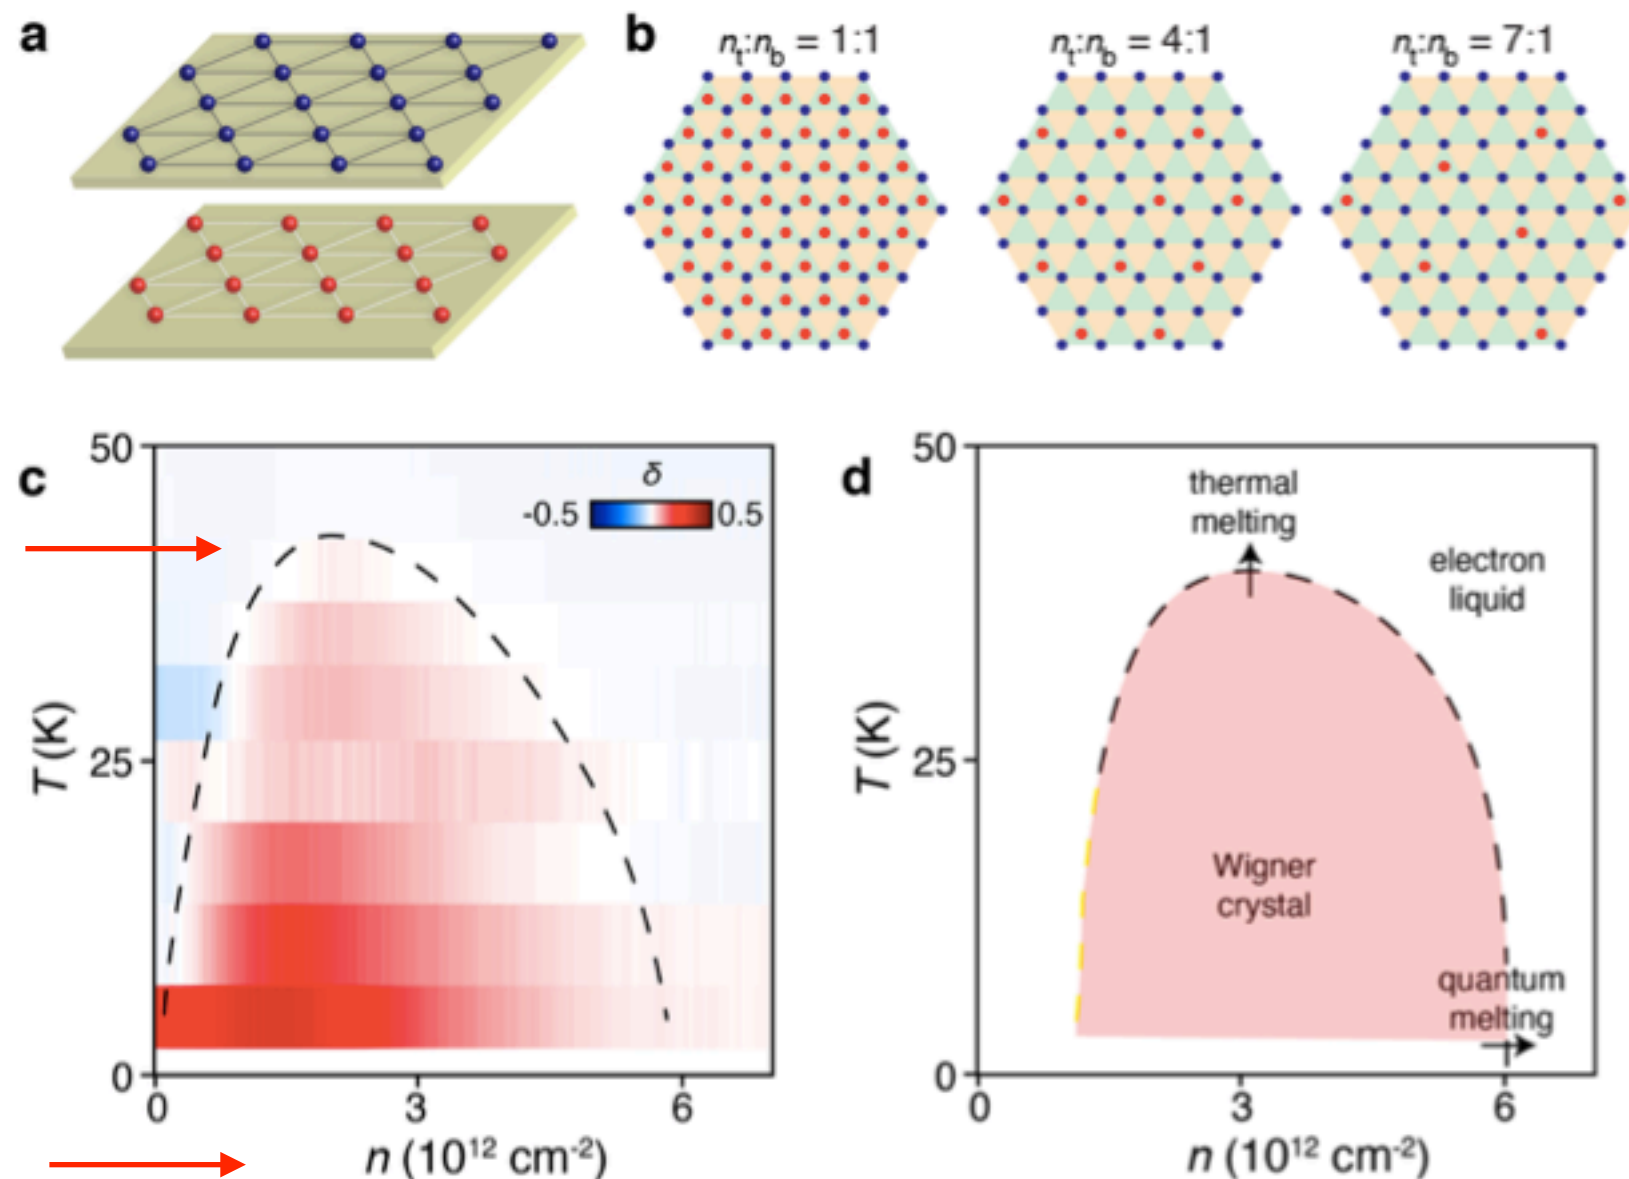 a
b
nt:nb = 1:1
nt:nb = 4:1
nt:nb = 7:1
c
50
25
0
T (K)
δ
-0.5
0.5
0
3
6
n (10¹² cm⁻²)
d
50
25
0
T (K)
thermal
melting
electron
liquid
Wigner
crystal
quantum
melting
0
3
6
n (10¹² cm⁻²)